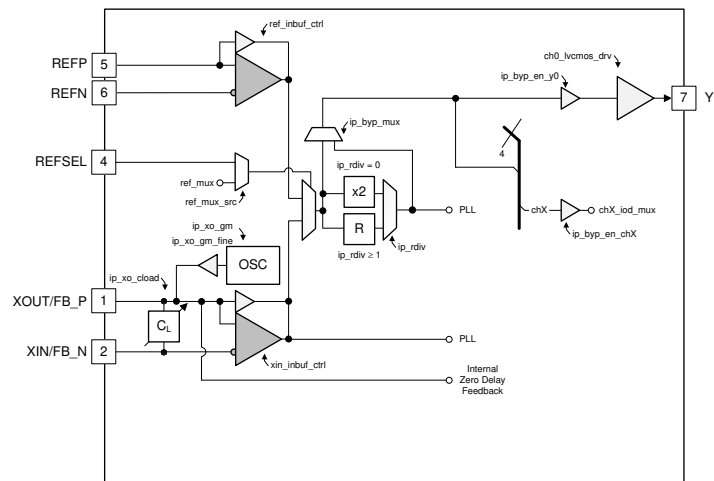 ref_inbuf_ctrl
REFP 5
REFN 6
ch0_lvcmos_drv
ip_byp_en_y0
7 Y
ip_byp_mux
4
REFSEL 4
ref_mux
ref_mux_src
ip_rdiv = 0
x2
R
ip_rdiv ≥ 1
ip_rdiv
PLL
chX
chX_iod_mux
ip_byp_en_chX
ip_xo_gm
ip_xo_gm_fine
OSC
ip_xo_cload
XOUT/FB_P 1
CL
XIN/FB_N 2
xin_inbuf_ctrl
PLL
Internal
Zero Delay
Feedback